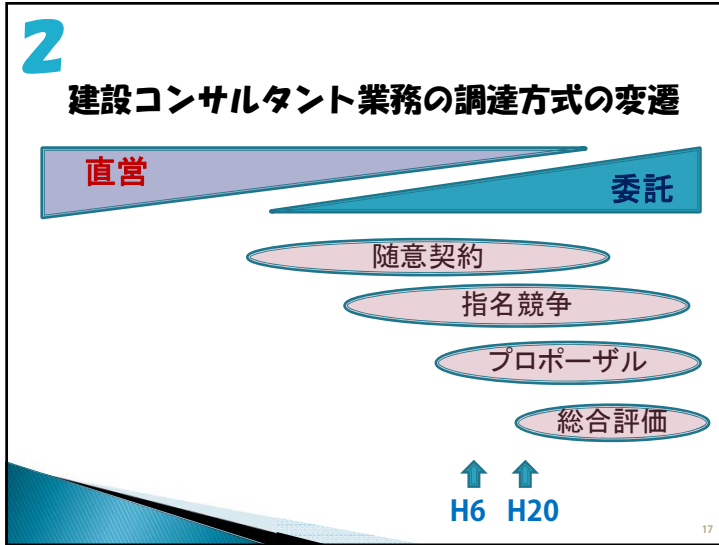 2
建設コンサルタント業務の調達方式の変遷
直営
委託
随意契約
指名競争
プロポーザル
総合評価
H6 H20
17